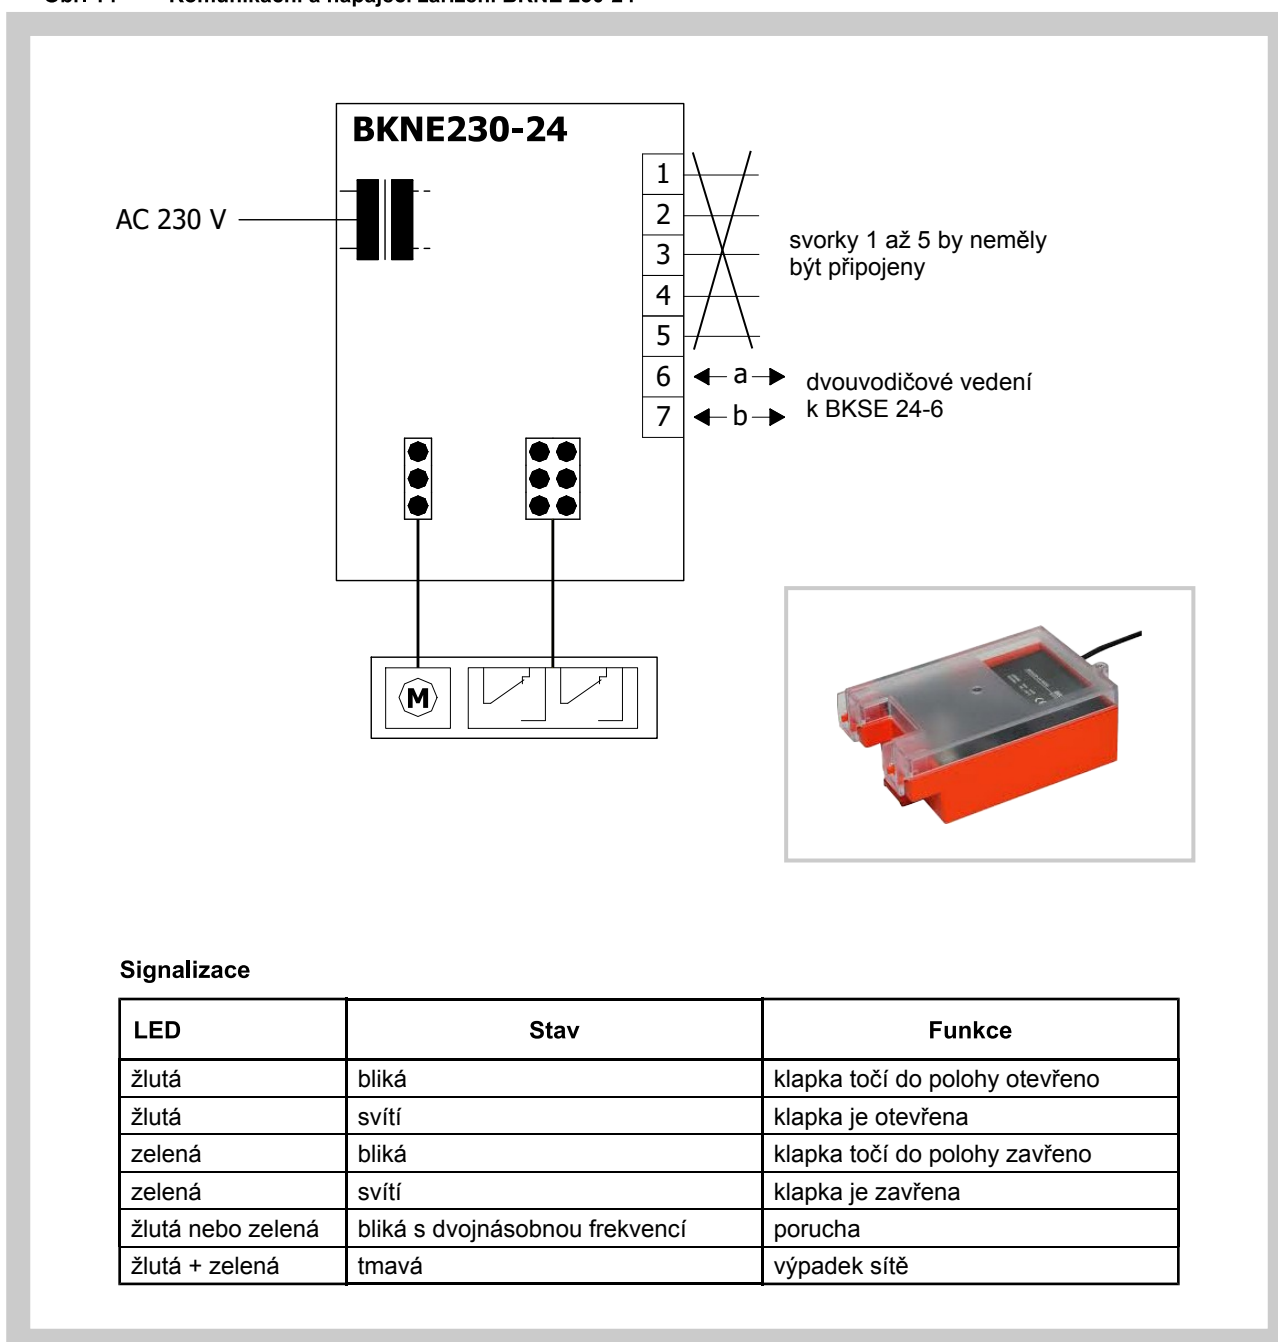 BKNE230-24
1
AC 230 V
2
svorky 1 až 5 by neměly
být připojeny
3
4
5
6
a
dvouvodičové vedení
k BKSE 24-6
7
b
M
Signalizace
LED Stav Funkce
žlutá bliká klapka točí do polohy otevřeno
žlutá svítí klapka je otevřena
zelená bliká klapka točí do polohy zavřeno
zelená svítí klapka je zavřena
žlutá nebo zelená bliká s dvojnásobnou frekvencí porucha
žlutá + zelená tmavá výpadek sítě